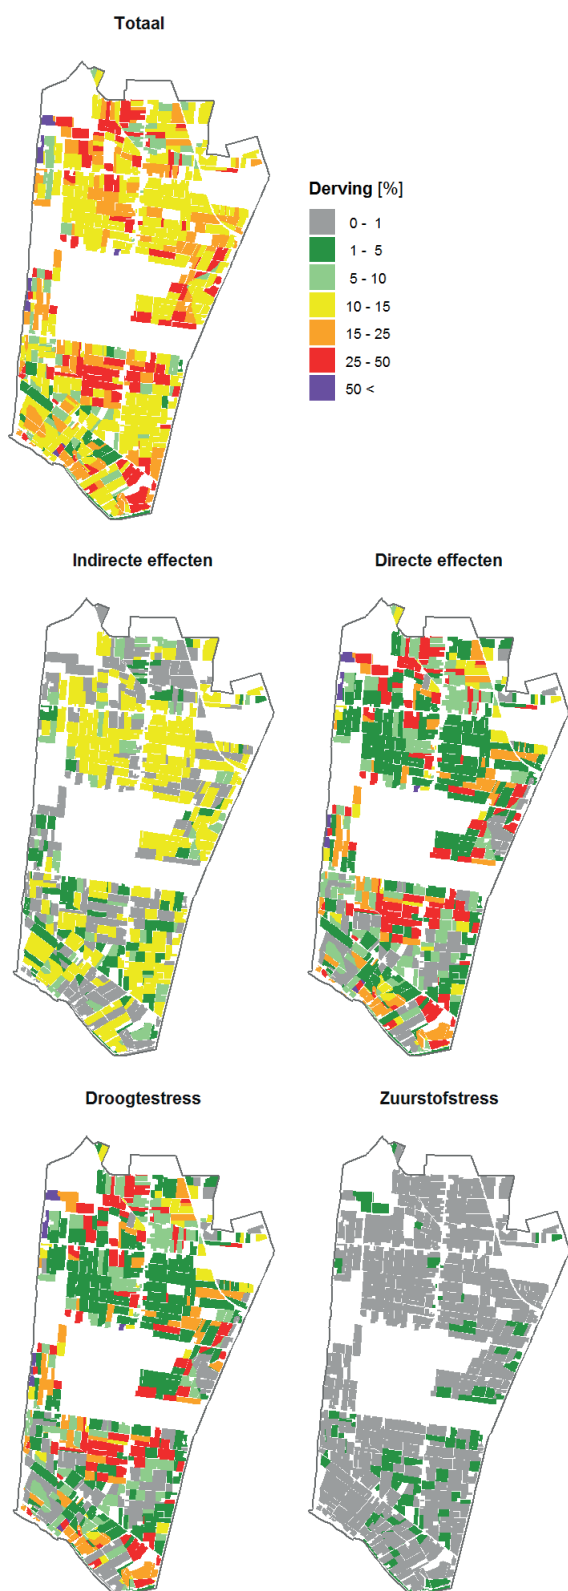 Totaal
Derving [%]
0 - 1
1 - 5
5 - 10
10 - 15
15 - 25
25 - 50
50 <
Indirecte effecten
Directe effecten
Droogtestress
Zuurstofstress